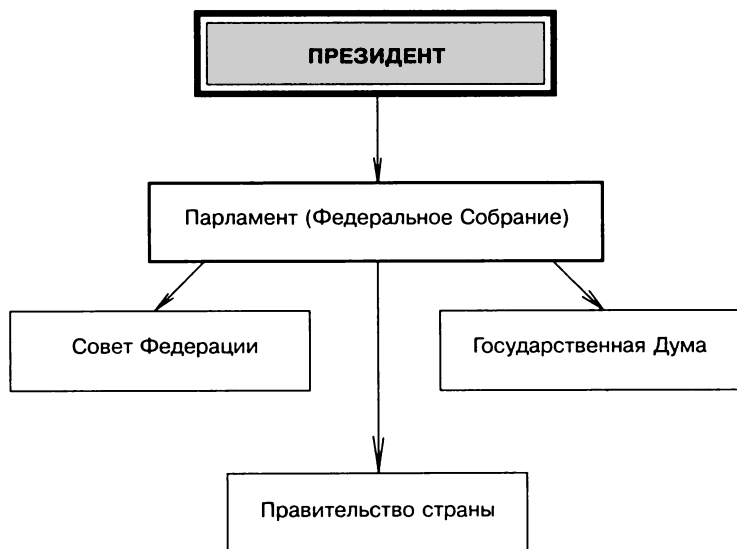 ПРЕЗИДЕНТ
Парламент (Федеральное Собрание)
Совет Федерации
Государственная Дума
Правительство страны